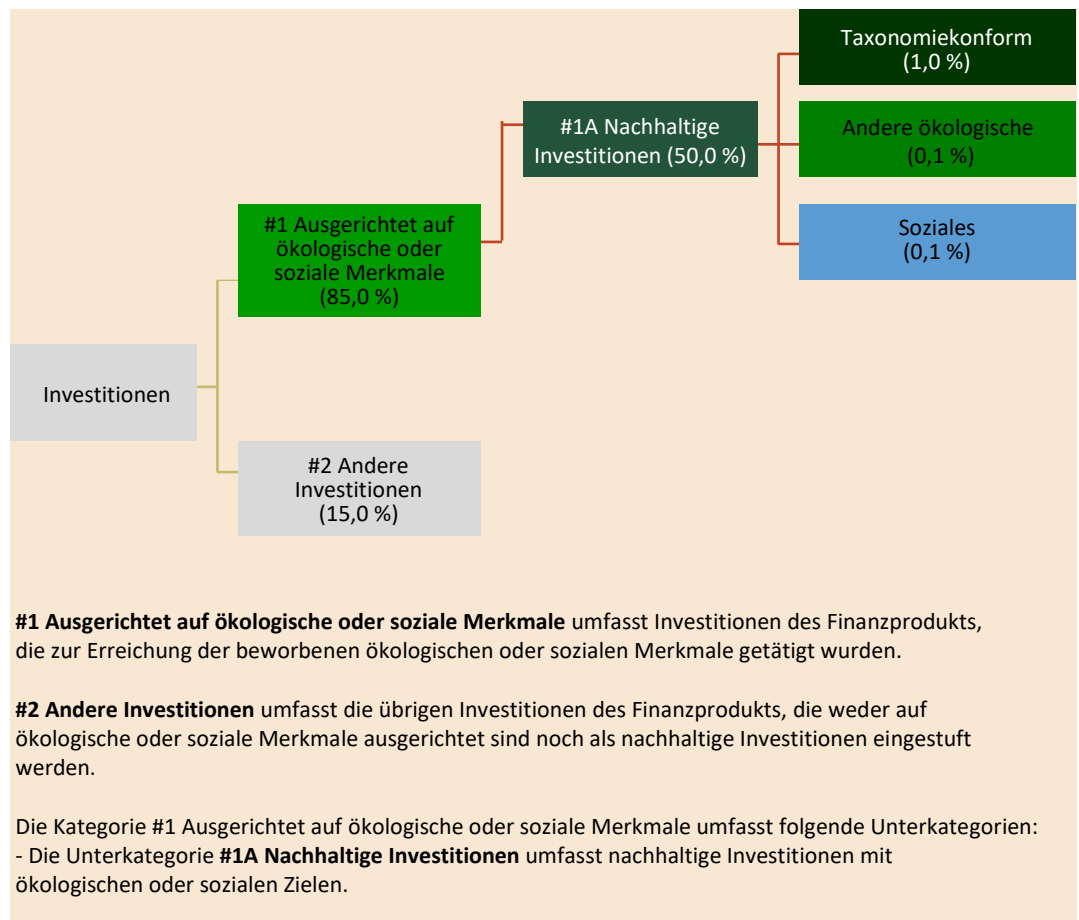 Taxonomiekonform
(1,0 %)
#1A Nachhaltige
Investitionen (50,0 %)
Andere ökologische
(0,1 %)
#1 Ausgerichtet auf
ökologische oder
soziale Merkmale
(85,0 %)
Soziales
(0,1 %)
Investitionen
#2 Andere
Investitionen
(15,0 %)
#1 Ausgerichtet auf ökologische oder soziale Merkmale umfasst Investitionen des Finanzprodukts,
die zur Erreichung der beworbenen ökologischen oder sozialen Merkmale getätigt wurden.
#2 Andere Investitionen umfasst die übrigen Investitionen des Finanzprodukts, die weder auf
ökologische oder soziale Merkmale ausgerichtet sind noch als nachhaltige Investitionen eingestuft
werden.
Die Kategorie #1 Ausgerichtet auf ökologische oder soziale Merkmale umfasst folgende Unterkategorien:
- Die Unterkategorie #1A Nachhaltige Investitionen umfasst nachhaltige Investitionen mit
ökologischen oder sozialen Zielen.